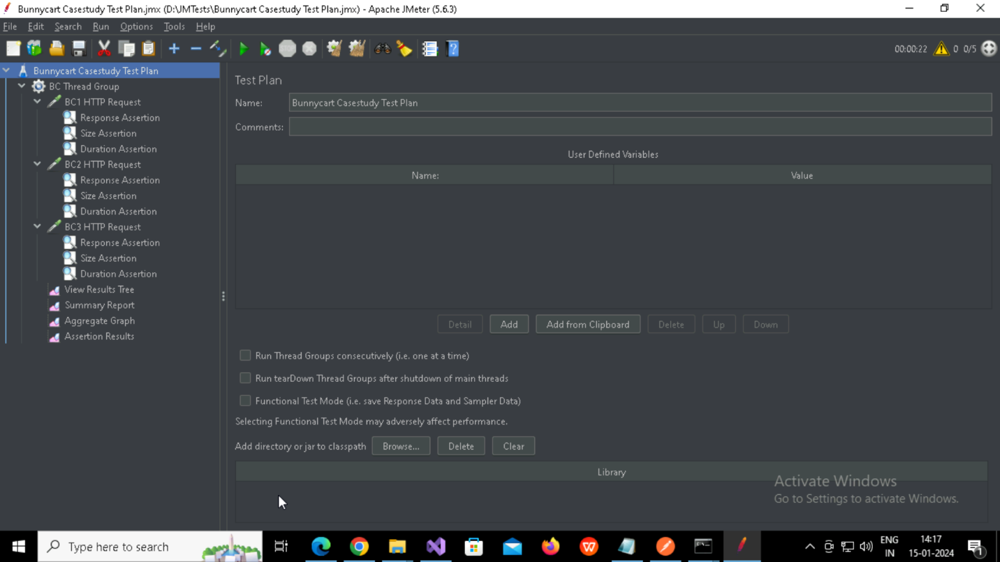 Bunnycart Casestudy Test Plan.jmx (D:\JMTests\Bunnycart Casestudy Test Plan.jmx) - Apache JMeter (5.6.3)
File Edit Search Run Options Tools Help
STOP
00:00:22 0 0/5
Bunnycart Casestudy Test Plan
BC Thread Group
BC1 HTTP Request
Response Assertion
Size Assertion
Duration Assertion
BC2 HTTP Request
Response Assertion
Size Assertion
Duration Assertion
BC3 HTTP Request
Response Assertion
Size Assertion
Duration Assertion
View Results Tree
Summary Report
Aggregate Graph
Assertion Results
Test Plan
Name: Bunnycart Casestudy Test Plan
Comments:
User Defined Variables
Name: Value
Detail Add Add from Clipboard Delete Up Down
Run Thread Groups consecutively (i.e. one at a time)
Run tearDown Thread Groups after shutdown of main threads
Functional Test Mode (i.e. save Response Data and Sampler Data)
Selecting Functional Test Mode may adversely affect performance.
Add directory or jar to classpath Browse... Delete Clear
Library
Activate Windows
Go to Settings to activate Windows.
Type here to search
ENG
IN
14:17
15-01-2024
1